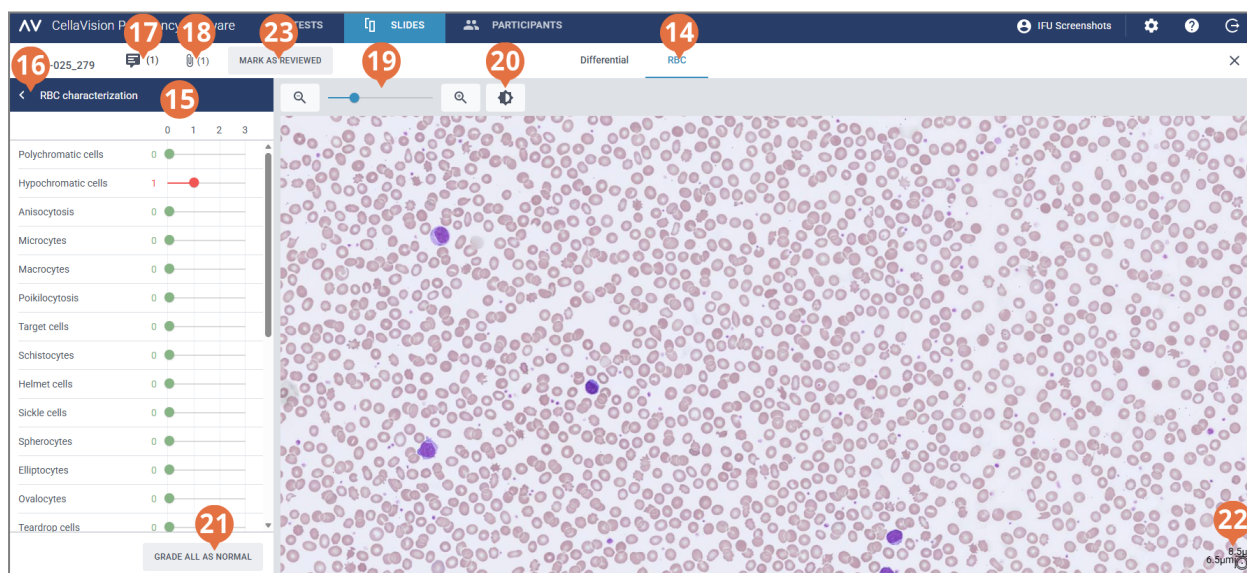 CellaVision
TESTS
SLIDES
PARTICIPANTS
IFU Screenshots
17
18
23
14
-025_279
(1)
(1)
MARK AS REVIEWED
Differential
RBC
16
19
20
RBC characterization
15
0 1 2 3
Polychromatic cells 0
Hypochromatic cells 1
Anisocytosis 0
Microcytes 0
Macrocytes 0
Poikilocytosis 0
Target cells 0
Schistocytes 0
Helmet cells 0
Sickle cells 0
Spherocytes 0
Elliptocytes 0
Ovalocytes 0
Teardrop cells 0
21
22
GRADE ALL AS NORMAL
6.5µm